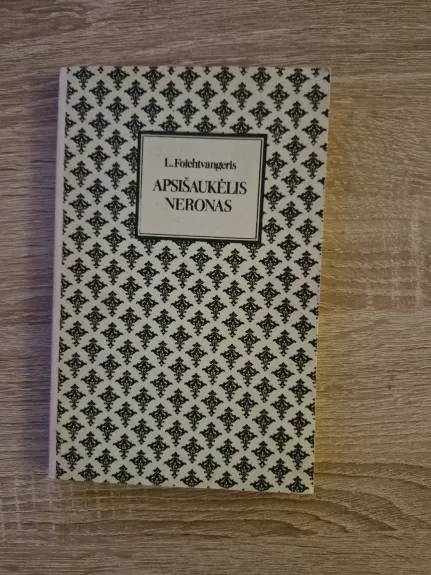 L. Foichtvangeris
APSIŠAUKĖLIS
NERONAS